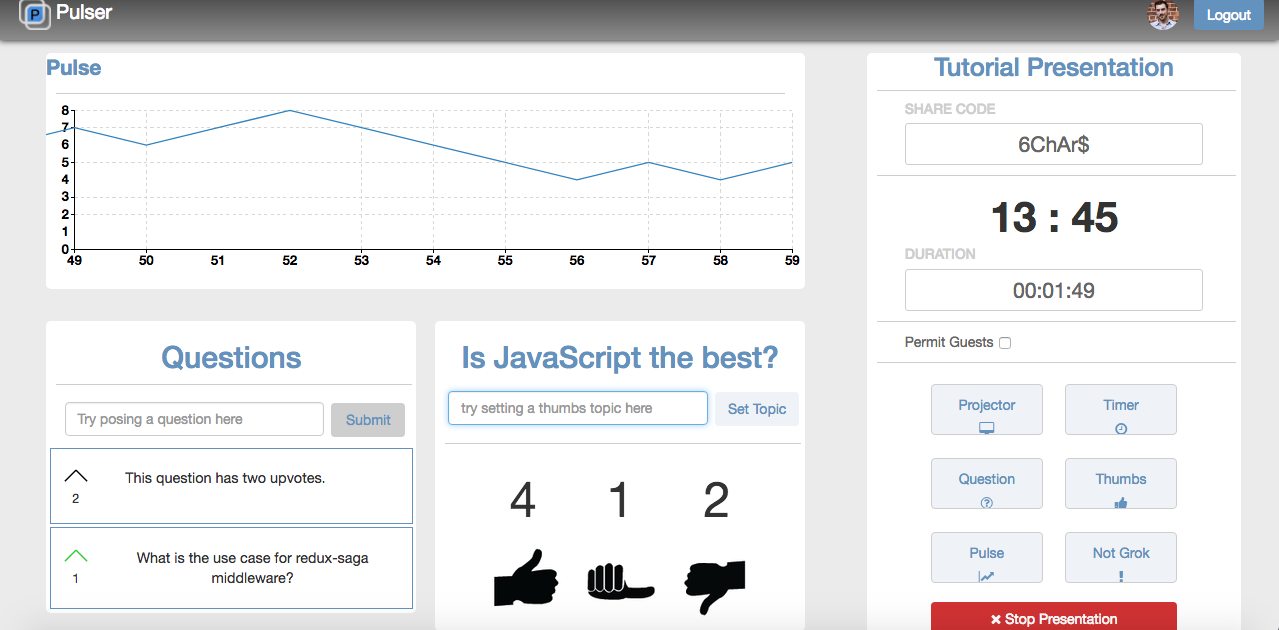 P Pulser
Logout
Pulse
8
7
6
5
4
3
2
1
0
49 50 51 52 53 54 55 56 57 58 59
Questions
Try posing a question here
Submit
This question has two upvotes.
2
What is the use case for redux-saga
middleware?
1
Is JavaScript the best?
try setting a thumbs topic here
Set Topic
4 1 2
Tutorial Presentation
SHARE CODE
6ChAr$
13 : 45
DURATION
00:01:49
Permit Guests
Projector
Timer
Question
?
Thumbs
Pulse
Not Grok
!
Stop Presentation